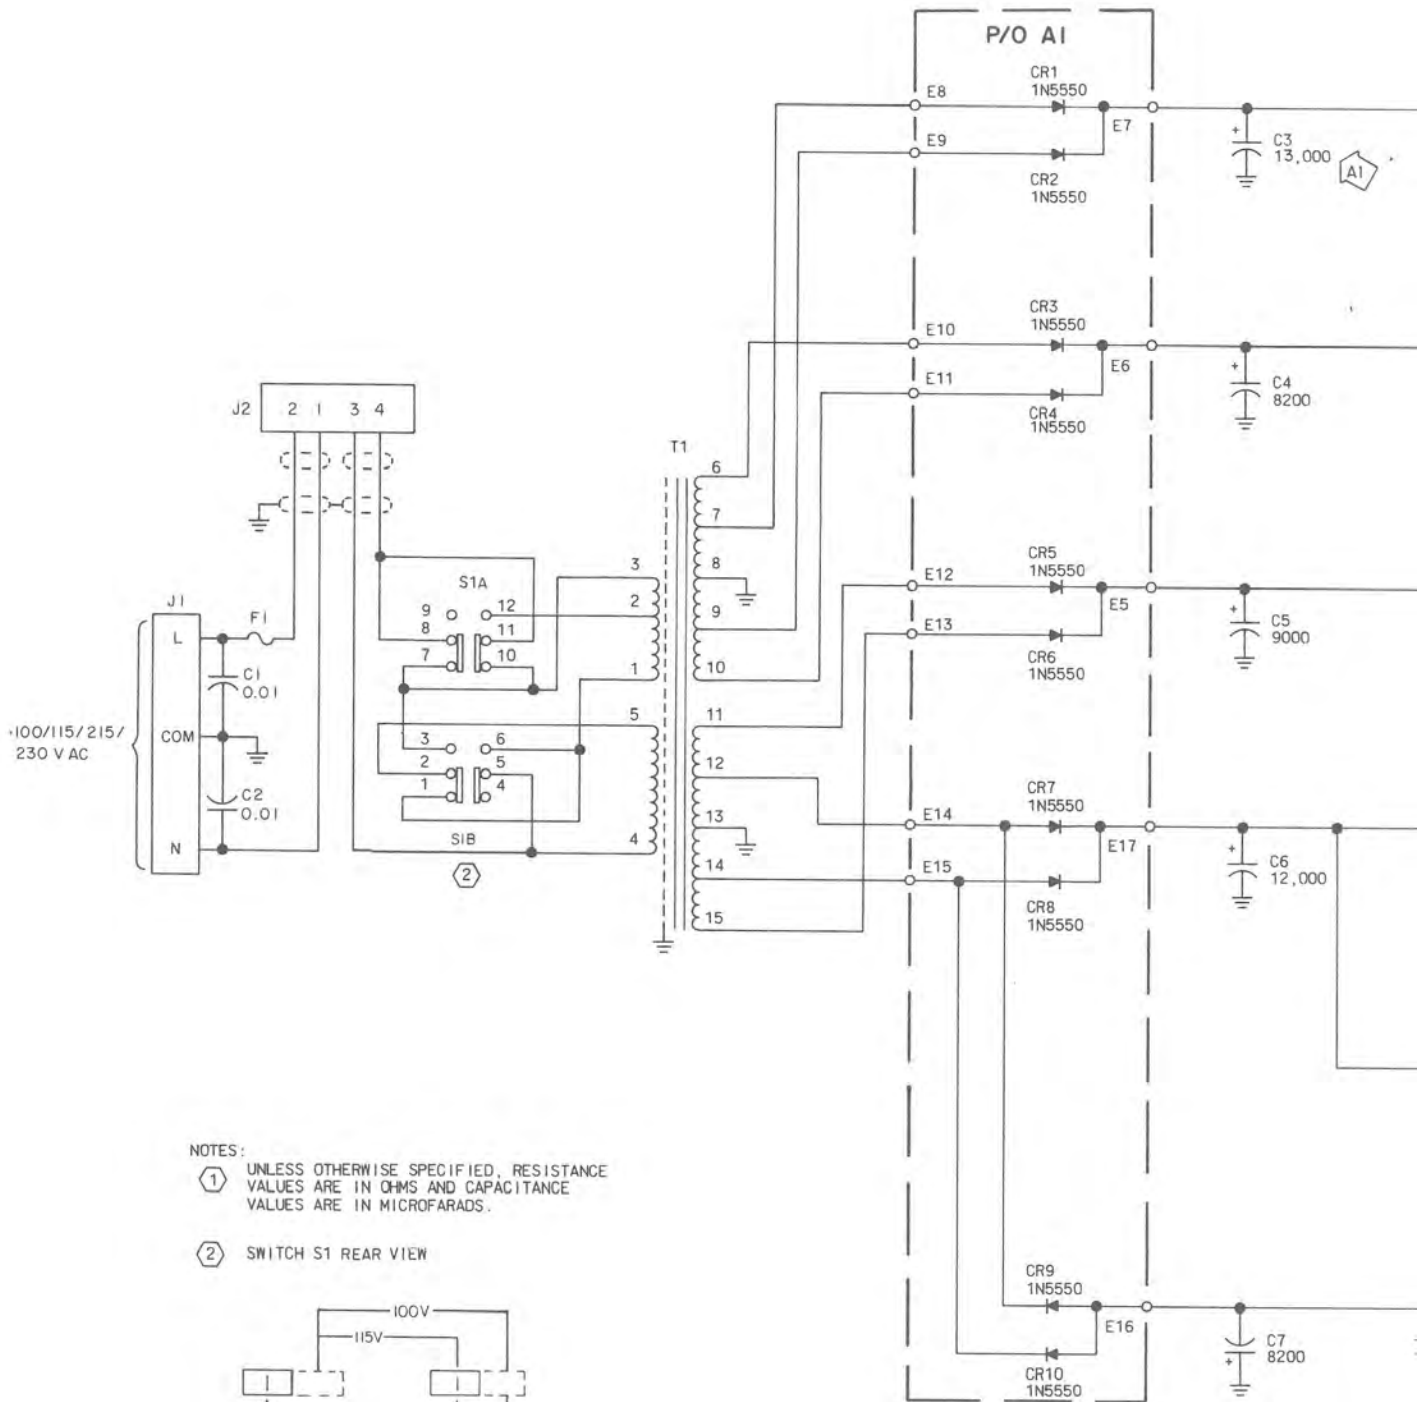 P/O A1
CR1
1N5550
E8
E7
E9
CR2
1N5550
C3
13,000
A1
CR3
1N5550
E10
E6
E11
CR4
1N5550
C4
8200
J2
2 1 3 4
T1
6
7
8
9
10
11
12
13
14
15
3
2
1
5
4
S1A
9
12
8
11
7
10
3
6
2
5
1
4
S1B
2
J1
L
F1
C1
0.01
COM
100/115/215/
230 V AC
C2
0.01
N
CR5
1N5550
E12
E5
E13
CR6
1N5550
C5
9000
CR7
1N5550
E14
E17
E15
CR8
1N5550
C6
12,000
NOTES:
1 UNLESS OTHERWISE SPECIFIED, RESISTANCE
VALUES ARE IN OHMS AND CAPACITANCE
VALUES ARE IN MICROFARADS.
2 SWITCH S1 REAR VIEW
100V
115V
CR9
1N5550
E16
CR10
1N5550
C7
8200